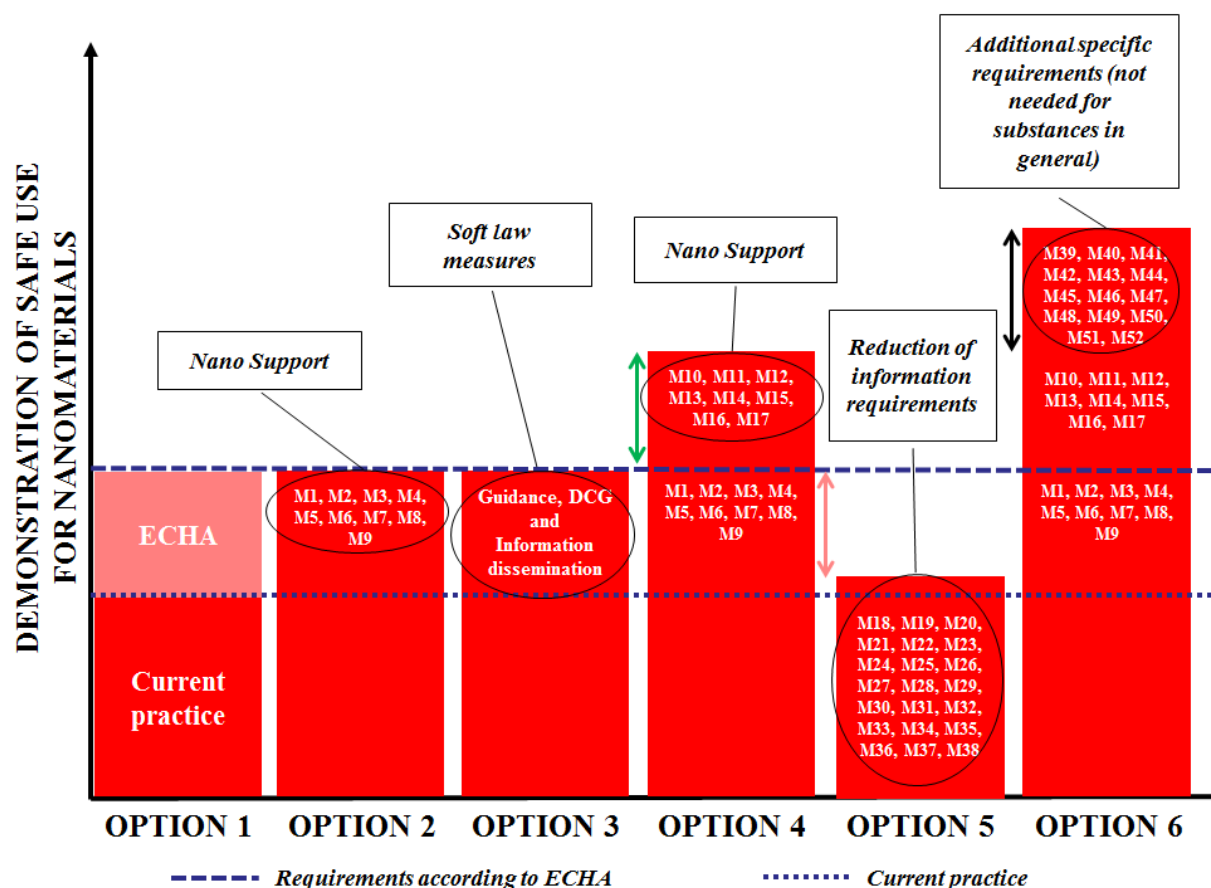 DEMONSTRATION OF SAFE USE
FOR NANOMATERIALS
Additional specific
requirements (not
needed for
substances in
general)
Soft law
measures
Nano Support
Nano Support
Reduction of
information
requirements
ECHA
Current
practice
M1, M2, M3, M4,
M5, M6, M7, M8,
M9
Guidance, DCG
and
Information
dissemination
M10, M11, M12,
M13, M14, M15,
M16, M17
M1, M2, M3, M4,
M5, M6, M7, M8,
M9
M18, M19, M20,
M21, M22, M23,
M24, M25, M26,
M27, M28, M29,
M30, M31, M32,
M33, M34, M35,
M36, M37, M38
M39, M40, M41,
M42, M43, M44,
M45, M46, M47,
M48, M49, M50,
M51, M52
M10, M11, M12,
M13, M14, M15,
M16, M17
M1, M2, M3, M4,
M5, M6, M7, M8,
M9
OPTION 1 OPTION 2 OPTION 3 OPTION 4 OPTION 5 OPTION 6
Requirements according to ECHA Current practice